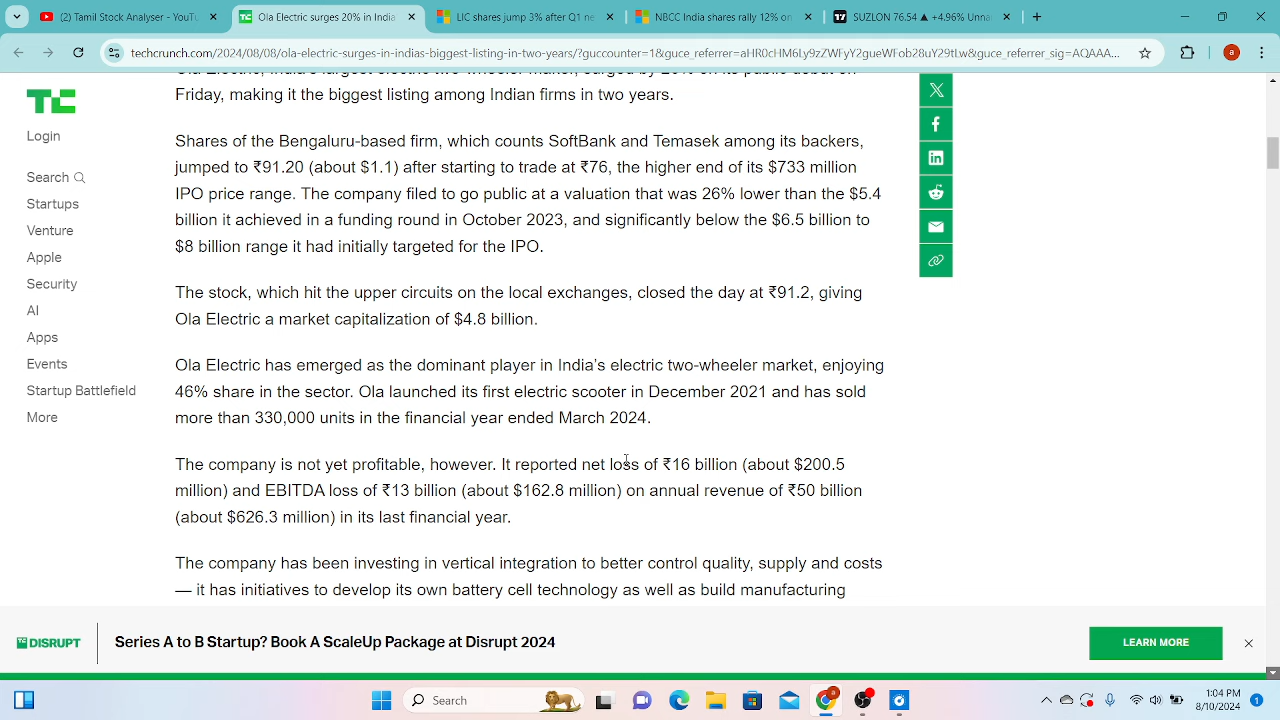 (2) Tamil Stock Analyser - YouT
Ola Electric surges 20% in India
LIC shares jump 3% after Q1 ne
NBCC India shares rally 12% on
SUZLON 76.54 ▲ +4.96% Unna
techcrunch.com/2024/08/08/ola-electric-surges-in-indias-biggest-listing-in-two-years/?guccounter=1&guce_referrer=aHR0cHM6Ly9zZWFyY2gueWFob28uY29tLw&guce_referrer_sig=AQAAA...
a
Friday, making it the biggest listing among Indian firms in two years.
TC
Login
Search
Startups
Venture
Apple
Security
AI
Apps
Events
Startup Battlefield
More
Shares of the Bengaluru-based firm, which counts SoftBank and Temasek among its backers,
jumped to ₹91.20 (about $1.1) after starting to trade at ₹76, the higher end of its $733 million
IPO price range. The company filed to go public at a valuation that was 26% lower than the $5.4
billion it achieved in a funding round in October 2023, and significantly below the $6.5 billion to
$8 billion range it had initially targeted for the IPO.
The stock, which hit the upper circuits on the local exchanges, closed the day at ₹91.2, giving
Ola Electric a market capitalization of $4.8 billion.
Ola Electric has emerged as the dominant player in India’s electric two-wheeler market, enjoying
46% share in the sector. Ola launched its first electric scooter in December 2021 and has sold
more than 330,000 units in the financial year ended March 2024.
The company is not yet profitable, however. It reported net loss of ₹16 billion (about $200.5
million) and EBITDA loss of ₹13 billion (about $162.8 million) on annual revenue of ₹50 billion
(about $626.3 million) in its last financial year.
The company has been investing in vertical integration to better control quality, supply and costs
— it has initiatives to develop its own battery cell technology as well as build manufacturing
TC DISRUPT
Series A to B Startup? Book A ScaleUp Package at Disrupt 2024
LEARN MORE
Search
1:04 PM
8/10/2024
1